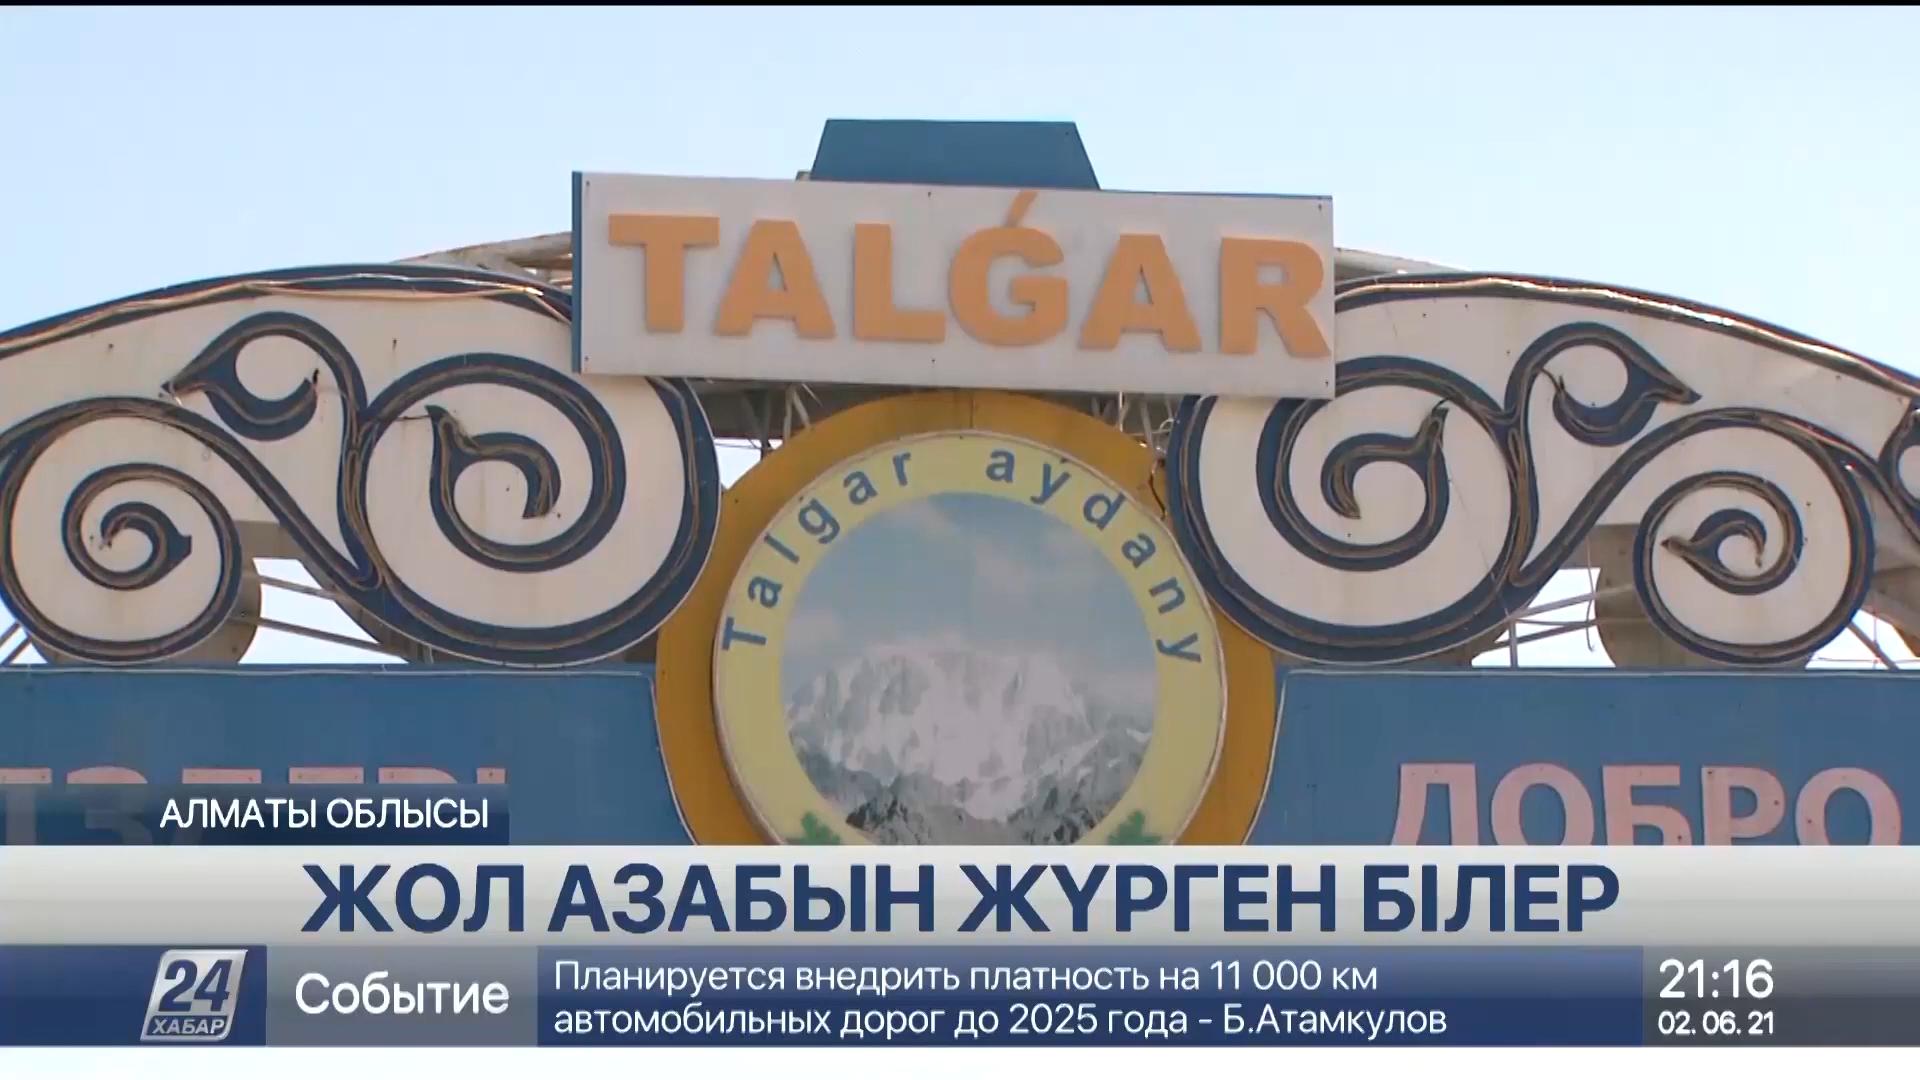 TALǴAR
Talgar aýdany
ДОБРО
АЛМАТЫ ОБЛЫСЫ
ЖОЛ АЗАБЫН ЖҮРГЕН БІЛЕР
24
ХАБАР
Событие
Планируется внедрить платность на 11 000 км
автомобильных дорог до 2025 года - Б.Атамкулов
21:16
02. 06. 21